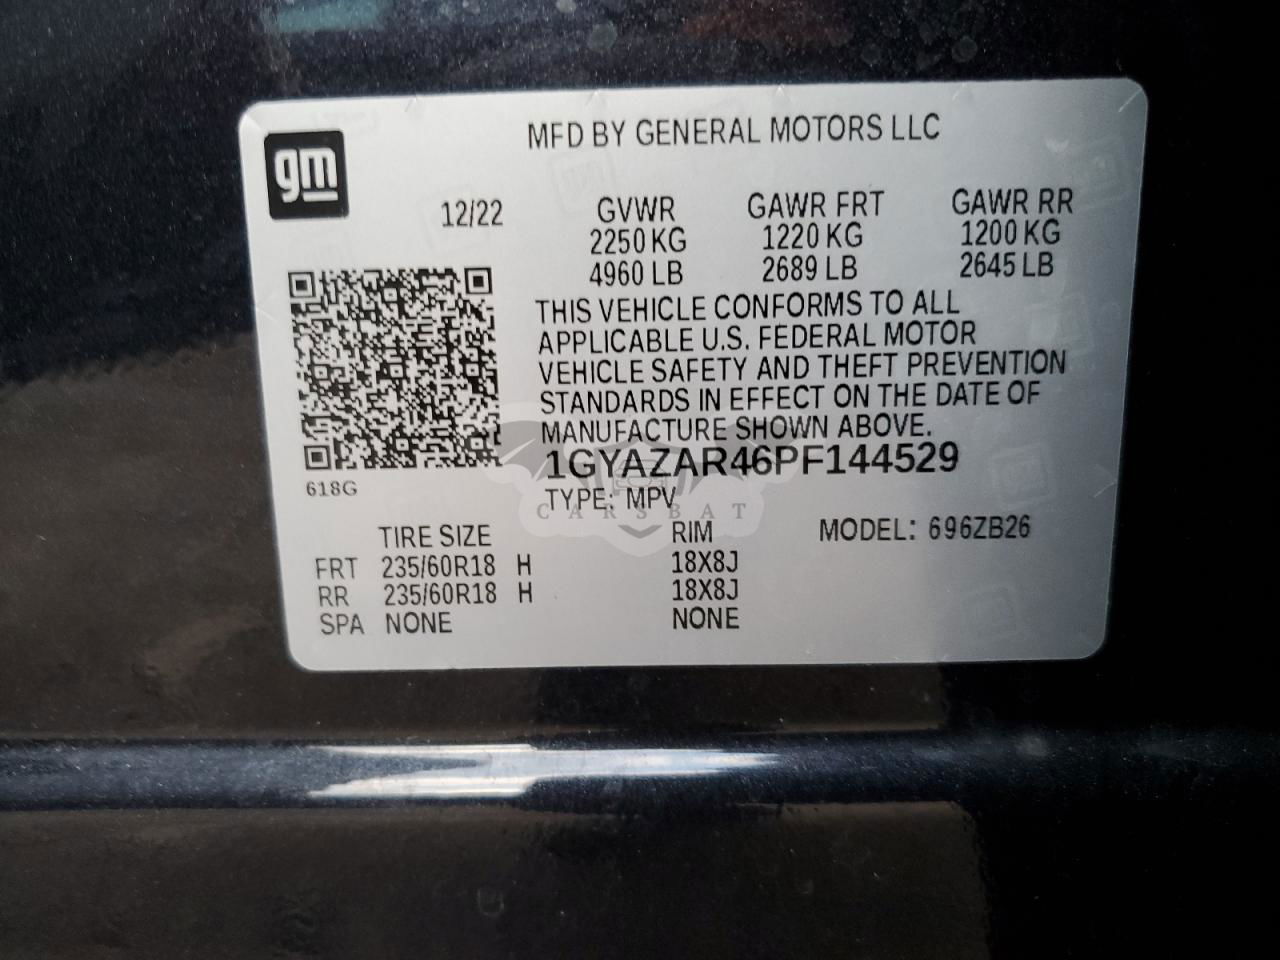 MFD BY GENERAL MOTORS LLC
gm
12/22
GVWR GAWR FRT GAWR RR
2250 KG 1220 KG 1200 KG
4960 LB 2689 LB 2645 LB
THIS VEHICLE CONFORMS TO ALL
APPLICABLE U.S. FEDERAL MOTOR
VEHICLE SAFETY AND THEFT PREVENTION
STANDARDS IN EFFECT ON THE DATE OF
MANUFACTURE SHOWN ABOVE.
1GYAZAR46PF144529
618G
TYPE: MPV
CARSBAT
TIRE SIZE RIM MODEL: 696ZB26
FRT 235/60R18 H 18X8J
RR 235/60R18 H 18X8J
SPA NONE NONE